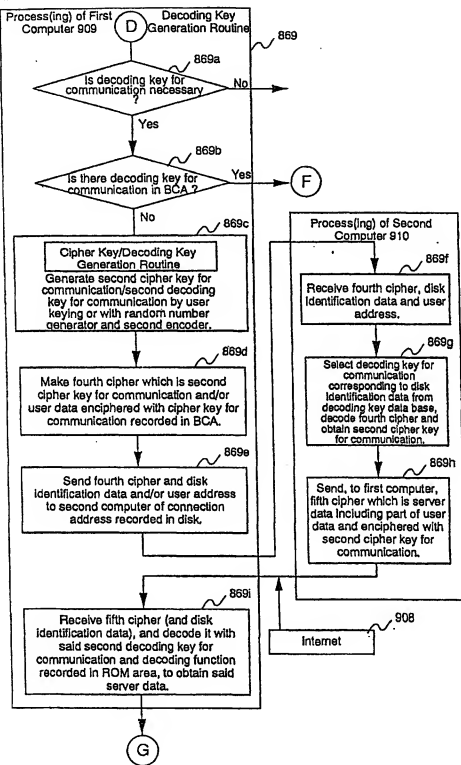 Process(ing) of First
Computer 909
D
Decoding Key
Generation Routine
869
869a
Is decoding key for
communication necessary
?
No
Yes
869b
Is there decoding key for
communication in BCA ?
Yes
F
No
869c
Cipher Key/Decoding Key
Generation Routine
Generate second cipher key for
communication/second decoding
key for communication by user
keying or with random number
generator and second encoder.
869d
Make fourth cipher which is second
cipher key for communication and/or
user data enciphered with cipher key for
communication recorded in BCA.
869e
Send fourth cipher and disk
identification data and/or user address
to second computer of connection
address recorded in disk.
Process(ing) of Second
Computer 910
869f
Receive fourth cipher, disk
identification data and user
address.
869g
Select decoding key for
communication
corresponding to disk
identification data from
decoding key data base,
decode fourth cipher and
obtain second cipher key
for communication.
869h
Send, to first computer,
fifth cipher which is server
data including part of user
data and enciphered with
second cipher key for
communication.
869i
Receive fifth cipher (and disk
identification data), and decode it with
said second decoding key for
communication and decoding function
recorded in ROM area, to obtain said
server data.
908
Internet
G